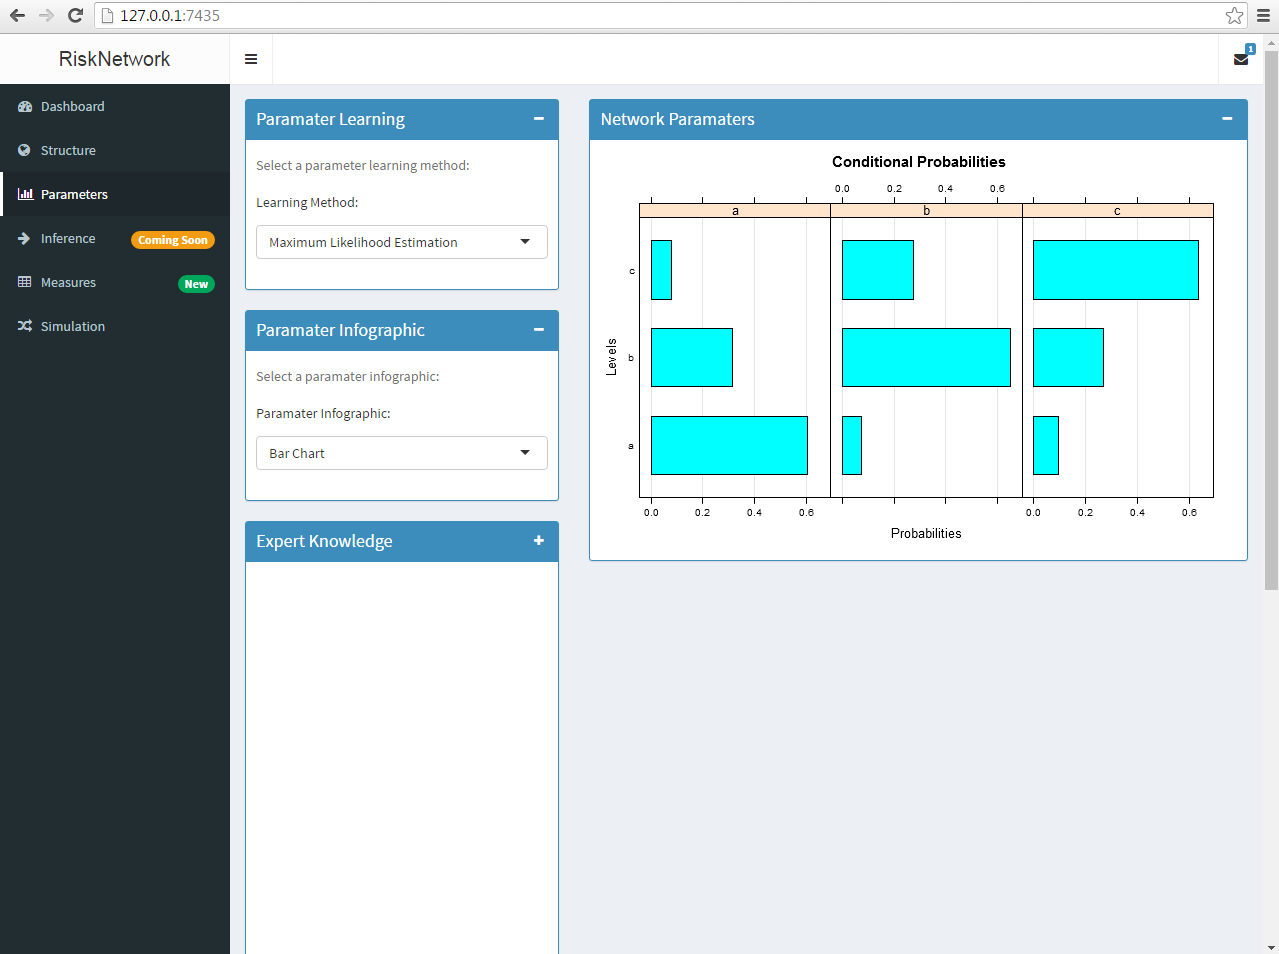 127.0.0.1:7435
RiskNetwork
1
Dashboard
Structure
Parameters
Inference Coming Soon
Measures New
Simulation
Paramater Learning
Select a parameter learning method:
Learning Method:
Maximum Likelihood Estimation
Paramater Infographic
Select a paramater infographic:
Paramater Infographic:
Bar Chart
Expert Knowledge
Network Paramaters
Conditional Probabilities
0.0 0.2 0.4 0.6
a b c
c
b
a
Levels
0.0 0.2 0.4 0.6 0.0 0.2 0.4 0.6
Probabilities